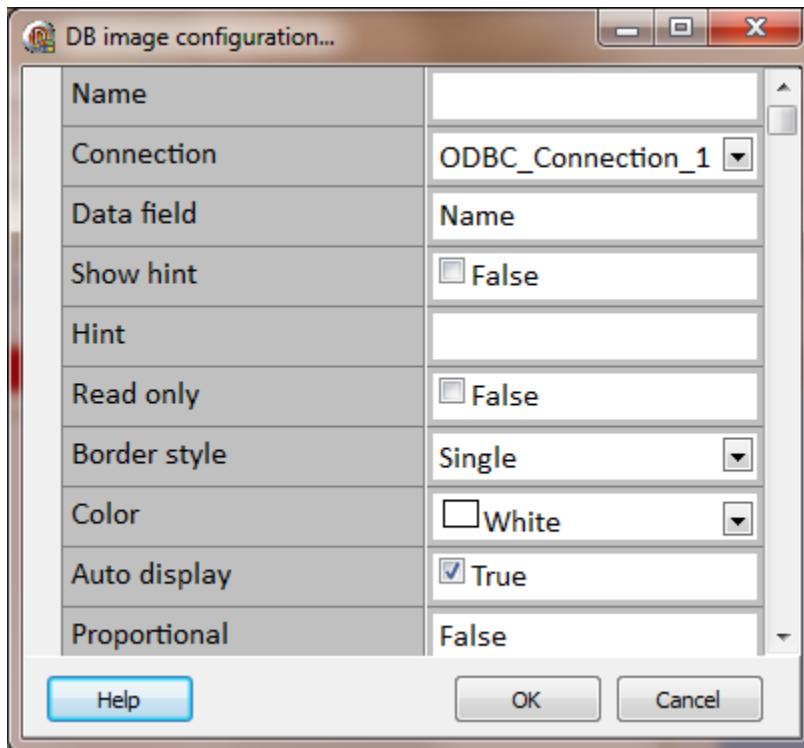 DB image configuration...
Name
Connection ODBC_Connection_1
Data field Name
Show hint False
Hint
Read only False
Border style Single
Color White
Auto display True
Proportional False
Help OK Cancel